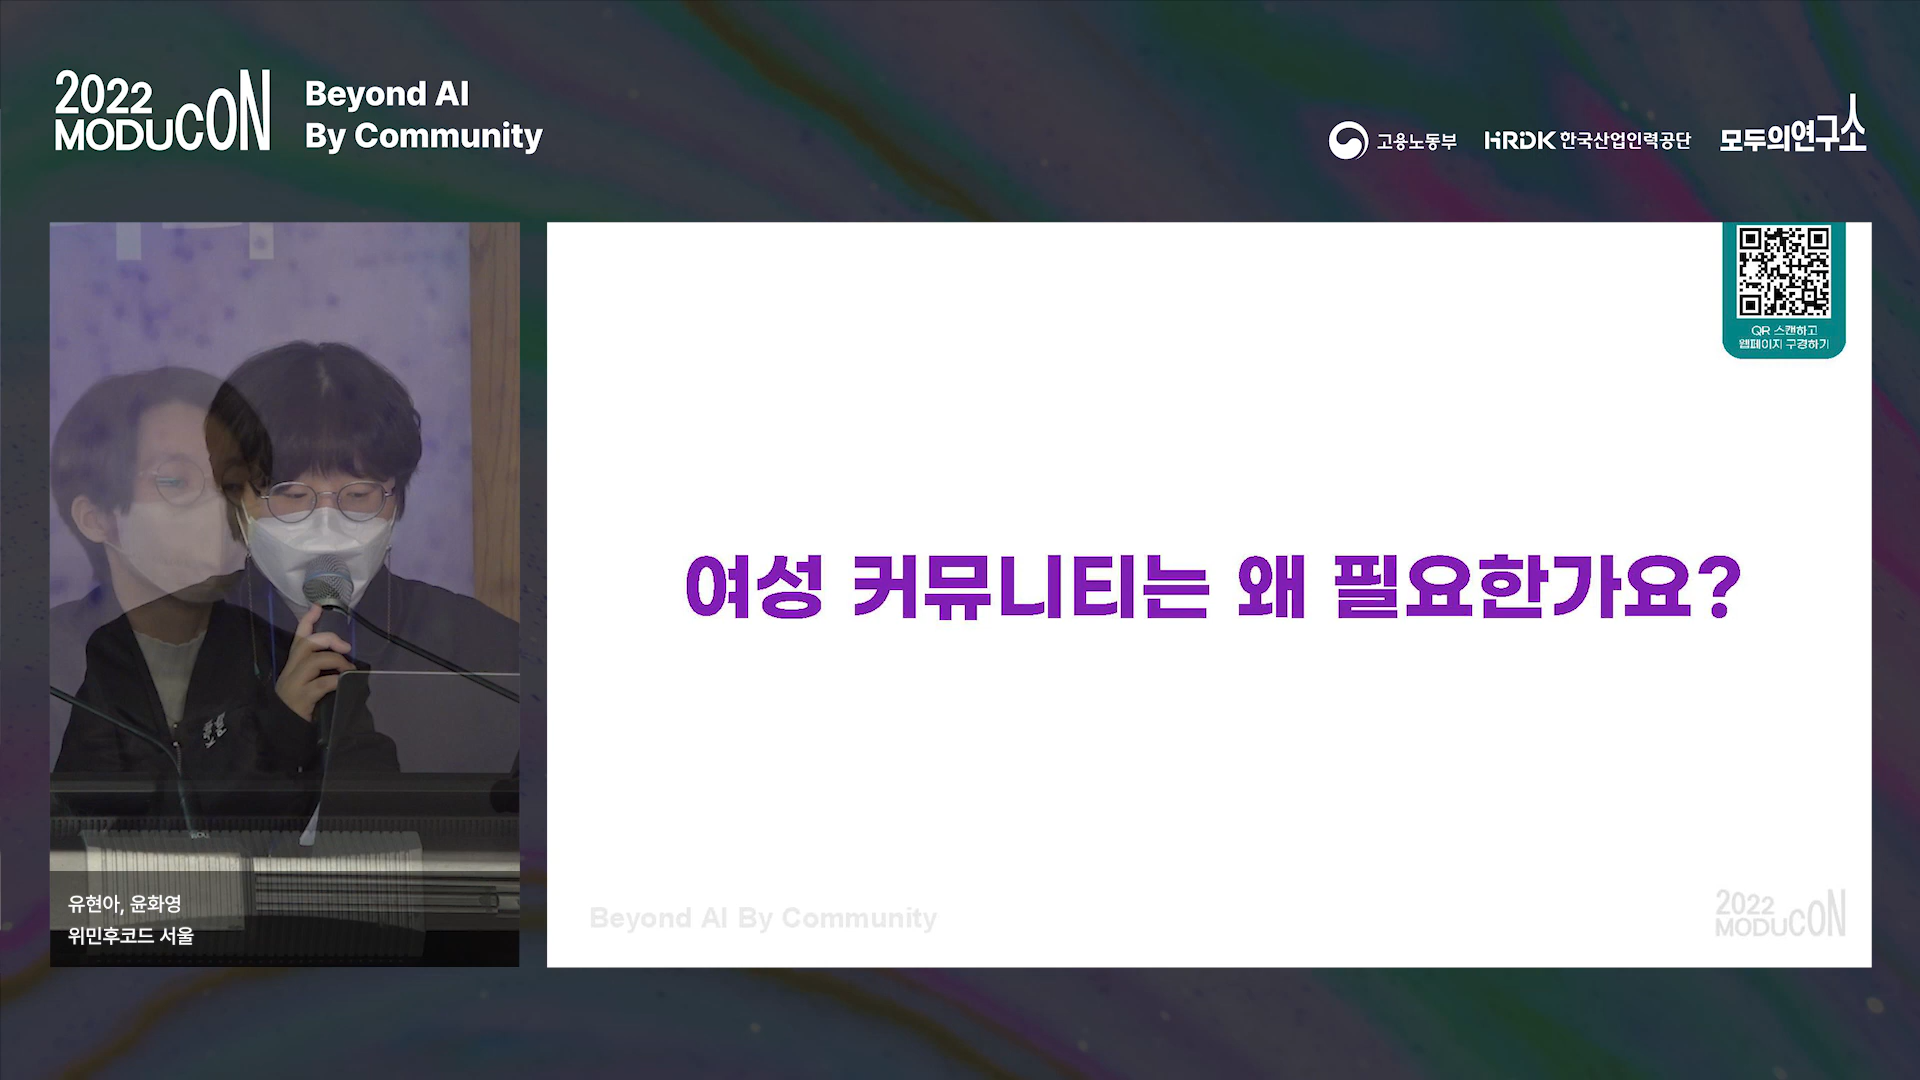 2022
MODUCON
Beyond AI
By Community
고용노동부
HRDK 한국산업인력공단
모두의연구소
QR 스캔하고
웹페이지 구경하기
여성 커뮤니티는 왜 필요한가요?
유현아, 윤화영
위민후코드 서울
Beyond AI By Community
2022
MODUCON